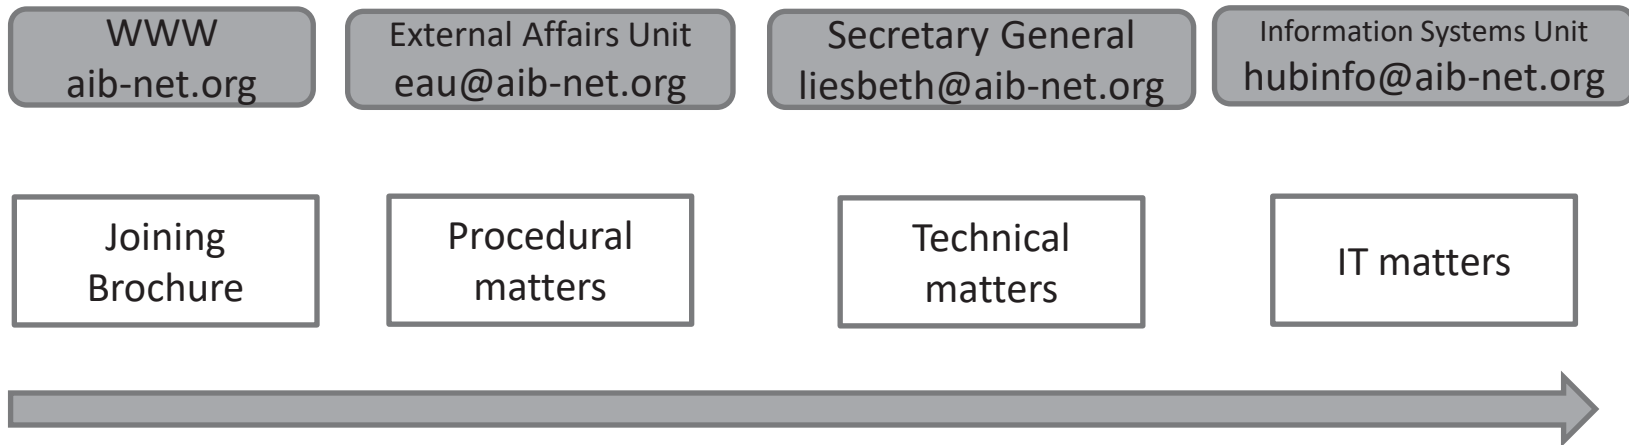 WWW
aib-net.org
External Affairs Unit
eau@aib-net.org
Secretary General
liesbeth@aib-net.org
Information Systems Unit
hubinfo@aib-net.org
Joining
Brochure
Procedural
matters
Technical
matters
IT matters